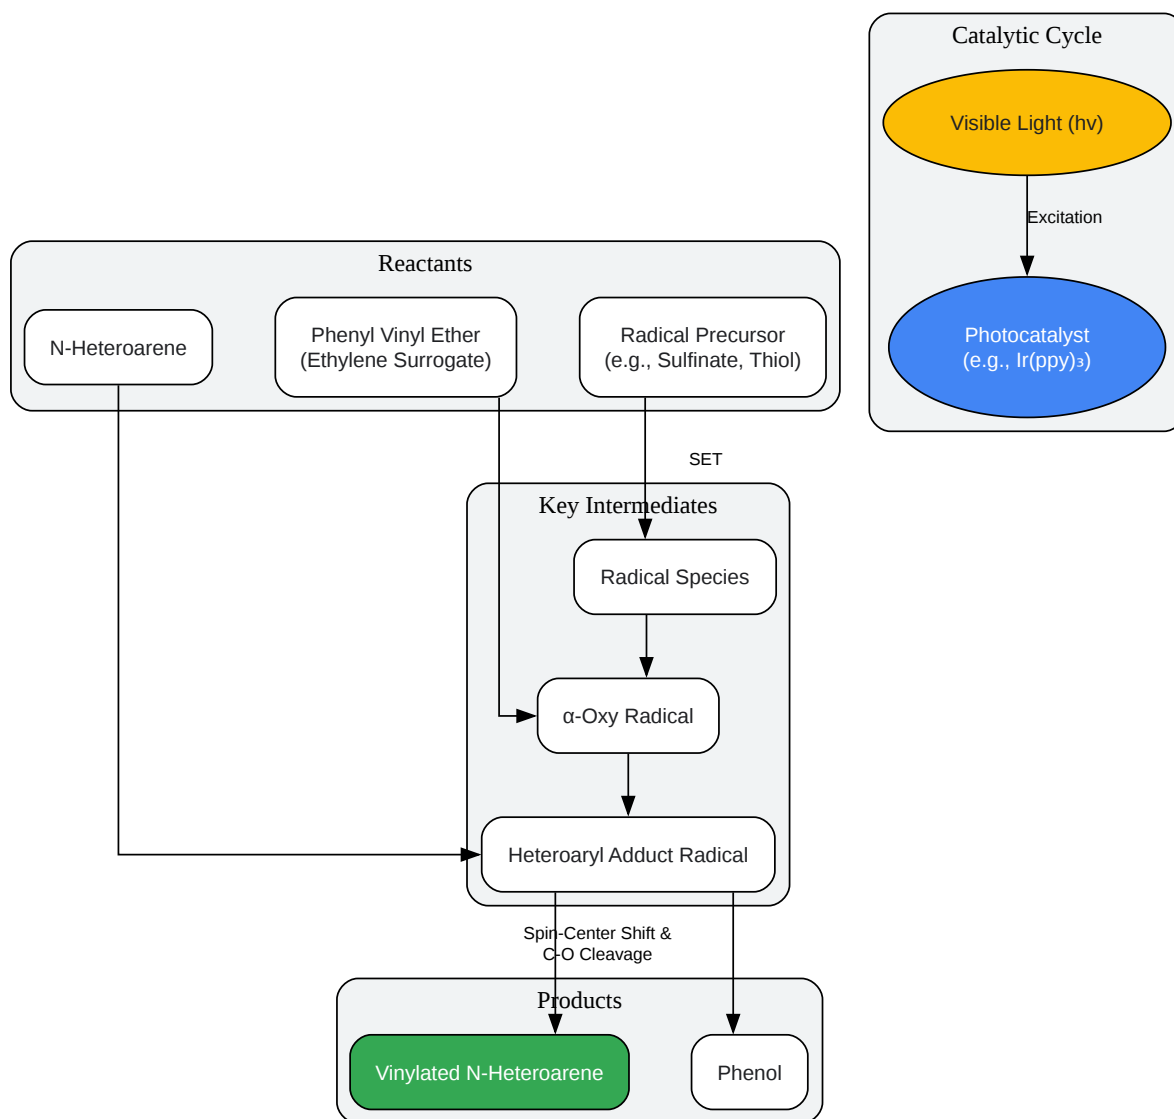 Catalytic Cycle
Visible Light (hv)
Excitation
Photocatalyst
(e.g., Ir(ppy)₃)
Reactants
N-Heteroarene
Phenyl Vinyl Ether
(Ethylene Surrogate)
Radical Precursor
(e.g., Sulfinate, Thiol)
SET
Key Intermediates
Radical Species
α-Oxy Radical
Heteroaryl Adduct Radical
Spin-Center Shift &
C-O Cleavage
Products
Vinylated N-Heteroarene
Phenol